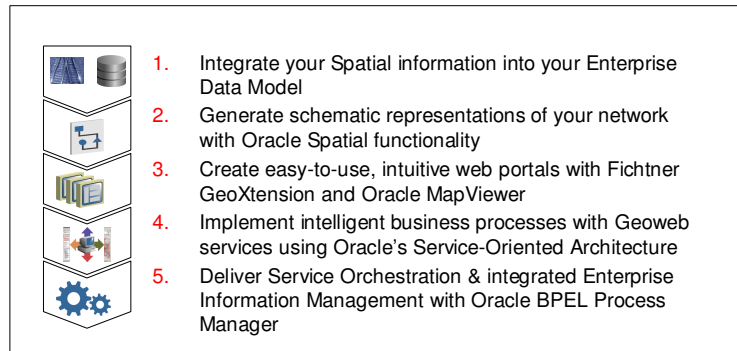 1. Integrate your Spatial information into your Enterprise
Data Model
2. Generate schematic representations of your network
with Oracle Spatial functionality
3. Create easy-to-use, intuitive web portals with Fichtner
GeoXtension and Oracle MapViewer
4. Implement intelligent business processes with Geoweb
services using Oracle's Service-Oriented Architecture
5. Deliver Service Orchestration & integrated Enterprise
Information Management with Oracle BPEL Process
Manager